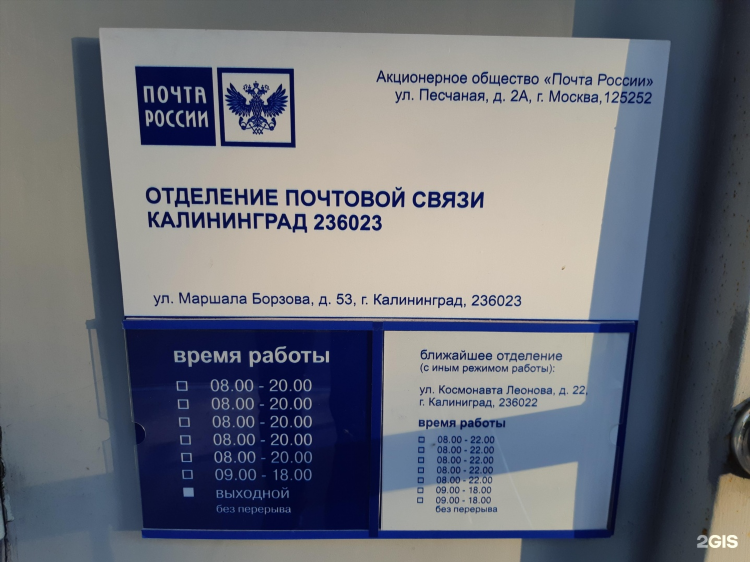 ПОЧТА
РОССИИ
Акционерное общество «Почта России»
ул. Песчаная, д. 2А, г. Москва,125252
ОТДЕЛЕНИЕ ПОЧТОВОЙ СВЯЗИ
КАЛИНИНГРАД 236023
ул. Маршала Борзова, д. 53, г. Калининград, 236023
время работы
08.00 - 20.00
08.00 - 20.00
08.00 - 20.00
08.00 - 20.00
08.00 - 20.00
09.00 - 18.00
ВЫХОДНОЙ
без перерыва
ближайшее отделение
(с иным режимом работы):
ул. Космонавта Леонова, д. 22,
г. Калиниград, 236022
время работы
08.00 - 22.00
08.00 - 22.00
08.00 - 22.00
08.00 - 22.00
08.00 - 22.00
09.00 - 18.00
09.00 - 18.00
без перерыва
2GIS